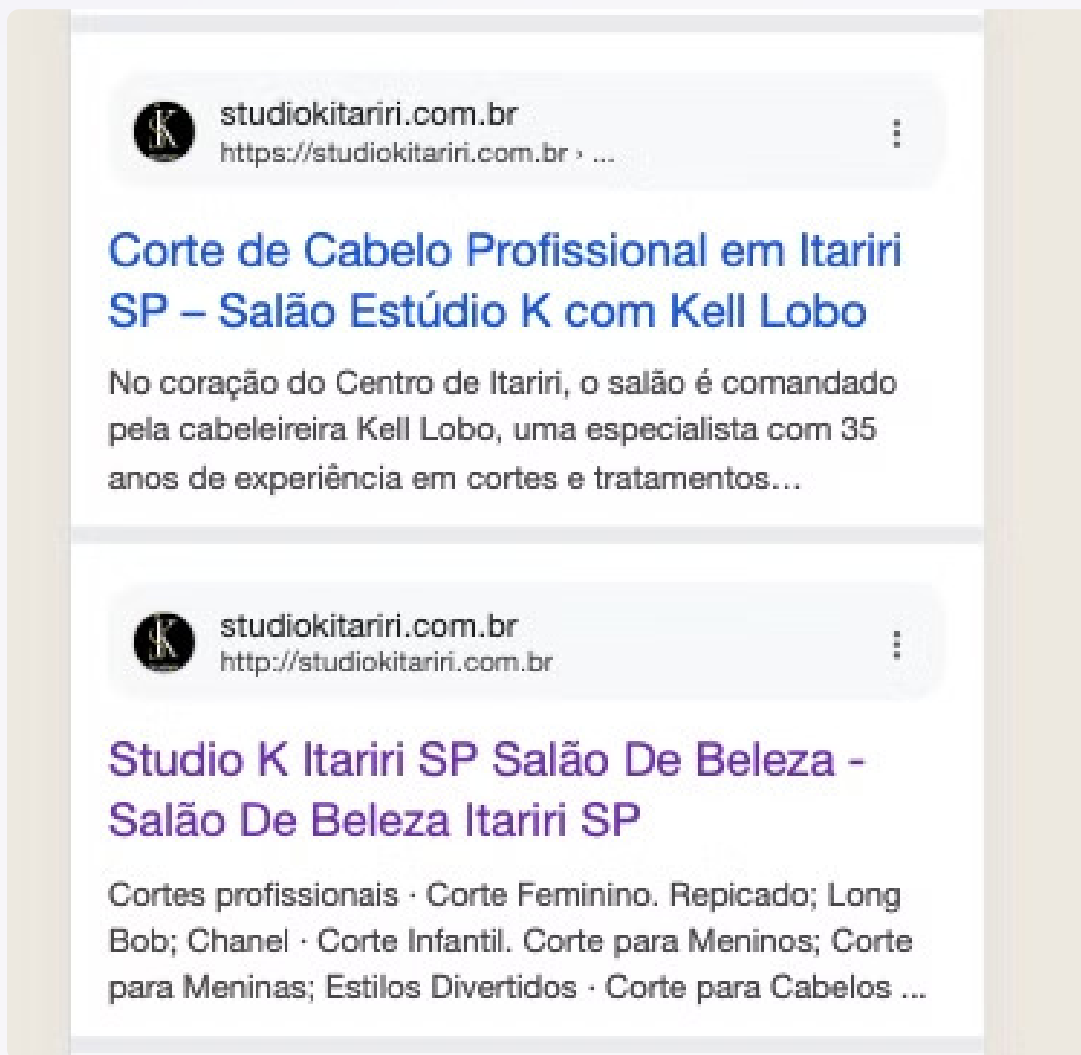 studiokitariri.com.br
https://studiokitariri.com.br › ...
Corte de Cabelo Profissional em Itariri
SP – Salão Estúdio K com Kell Lobo
No coração do Centro de Itariri, o salão é comandado
pela cabeleireira Kell Lobo, uma especialista com 35
anos de experiência em cortes e tratamentos...
studiokitariri.com.br
http://studiokitariri.com.br
Studio K Itariri SP Salão De Beleza -
Salão De Beleza Itariri SP
Cortes profissionais · Corte Feminino. Repicado; Long
Bob; Chanel · Corte Infantil. Corte para Meninos; Corte
para Meninas; Estilos Divertidos · Corte para Cabelos ...